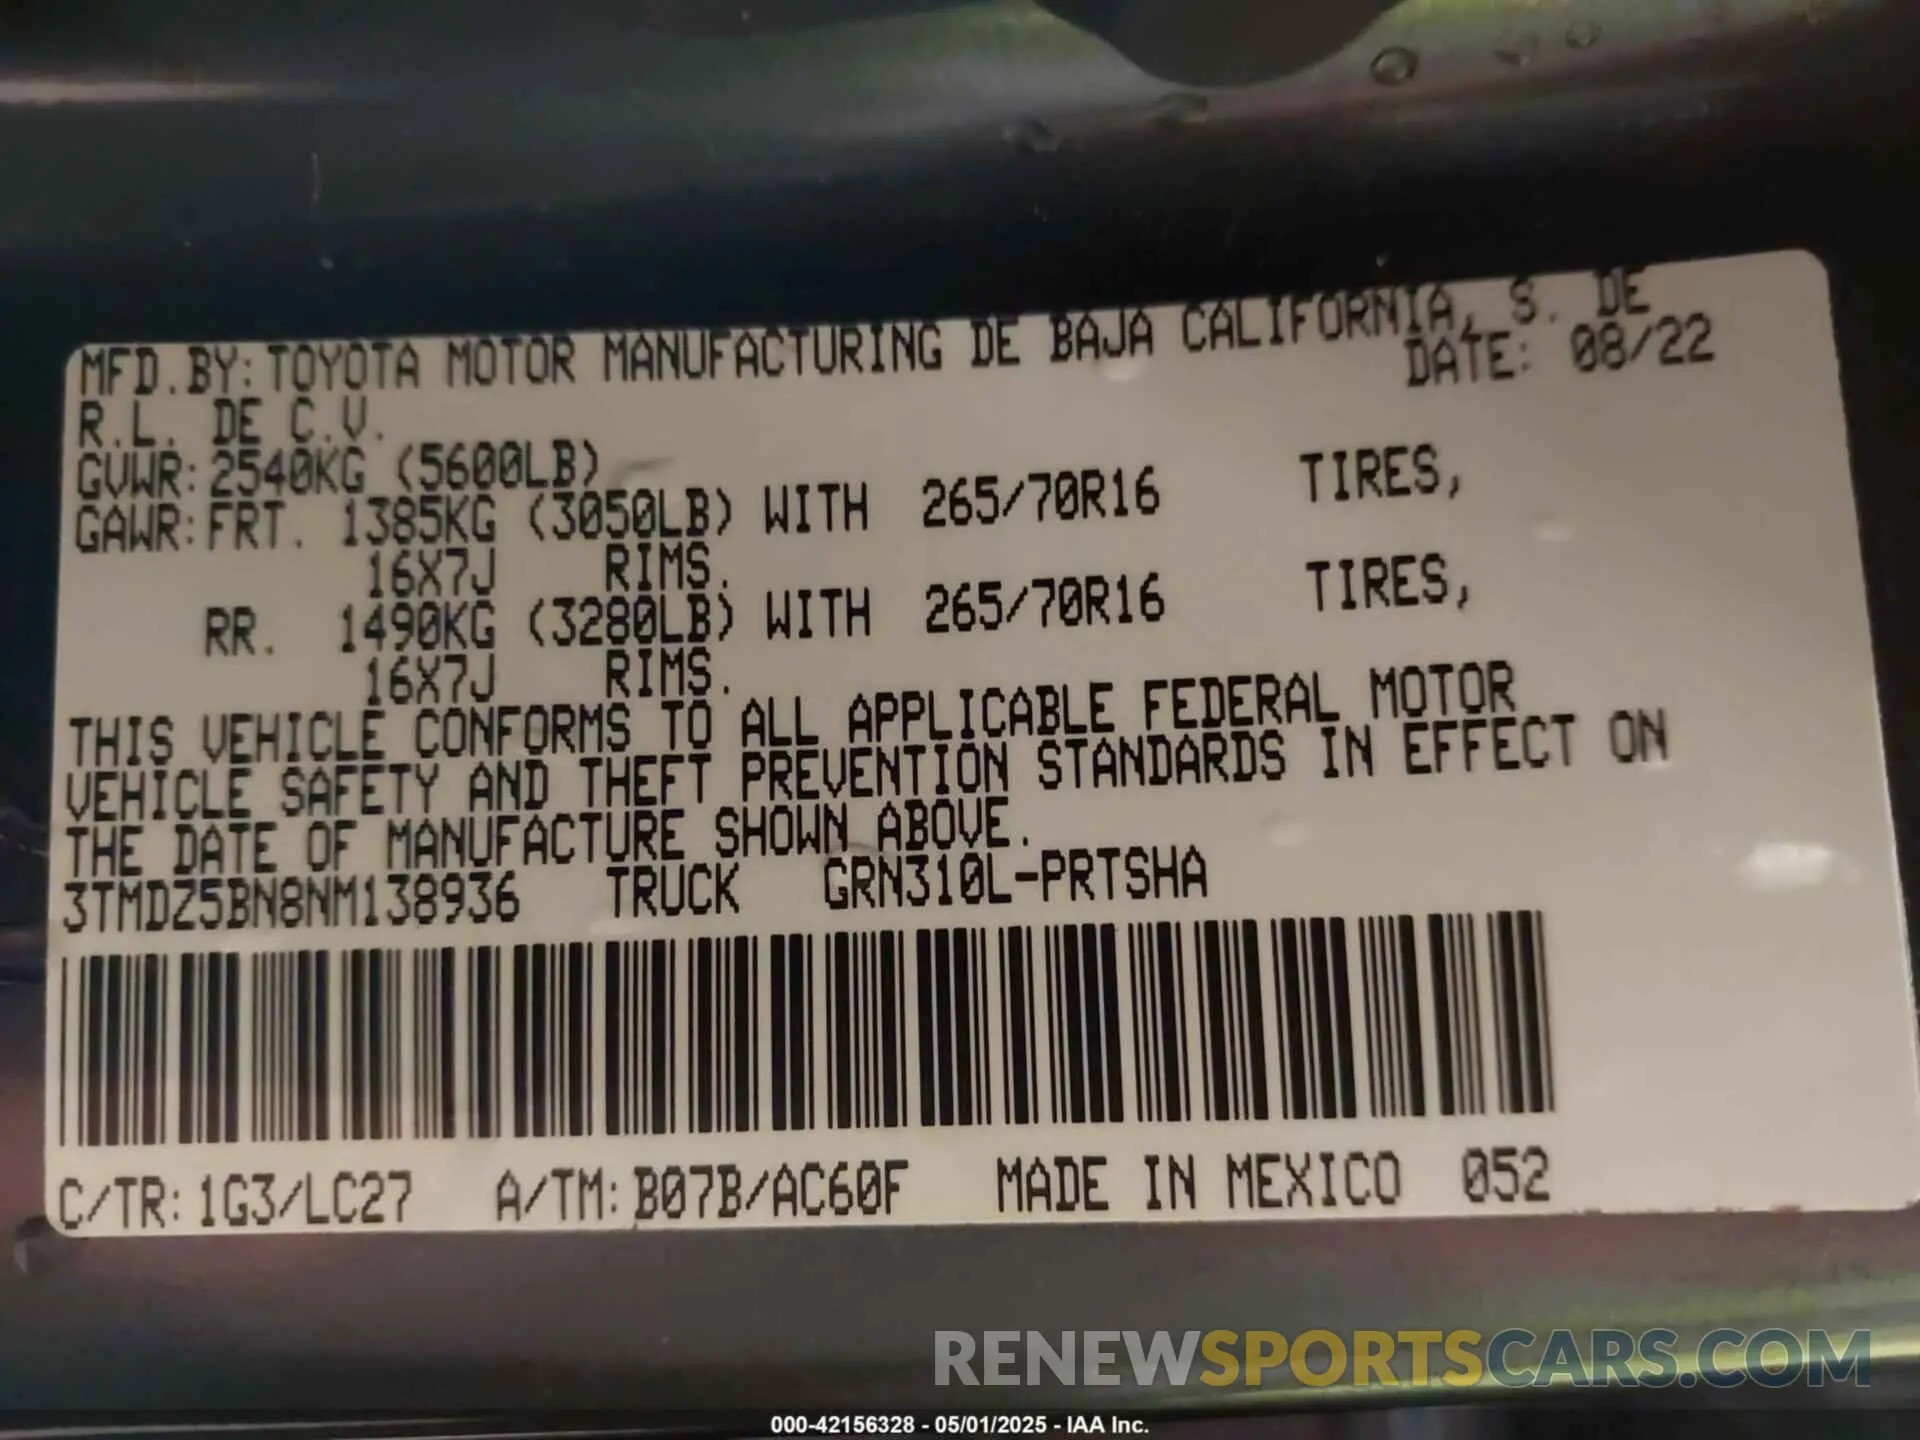 MFD.BY:TOYOTA MOTOR MANUFACTURING DE BAJA CALIFORNIA, S. DE
R.L. DE C.V. DATE: 08/22
GVWR:2540KG (5600LB)
GAWR:FRT. 1385KG (3050LB) WITH 265/70R16 TIRES,
16X7J RIMS.
RR. 1490KG (3280LB) WITH 265/70R16 TIRES,
16X7J RIMS.
THIS VEHICLE CONFORMS TO ALL APPLICABLE FEDERAL MOTOR
VEHICLE SAFETY AND THEFT PREVENTION STANDARDS IN EFFECT ON
THE DATE OF MANUFACTURE SHOWN ABOVE.
3TMDZ5BN8NM138936 TRUCK GRN310L-PRTSHA
C/TR:1G3/LC27 A/TM:B07B/AC60F MADE IN MEXICO 052
RENEWSPORTSCARS.COM
000-42156328 - 05/01/2025 - IAA Inc.